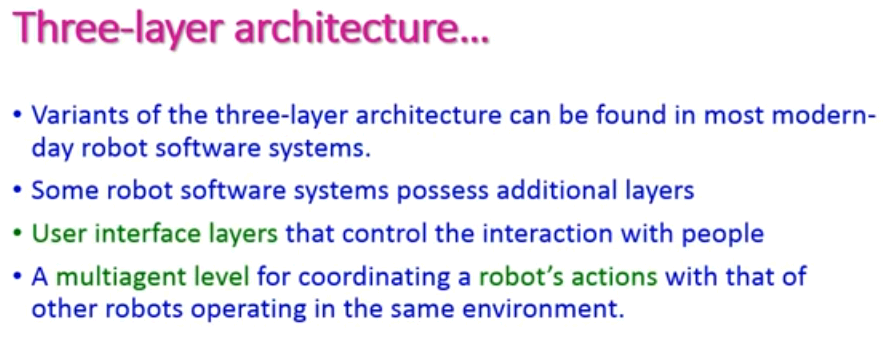 Three-layer architecture...
• Variants of the three-layer architecture can be found in most modern-
day robot software systems.
• Some robot software systems possess additional layers
• User interface layers that control the interaction with people
• A multiagent level for coordinating a robot’s actions with that of
other robots operating in the same environment.